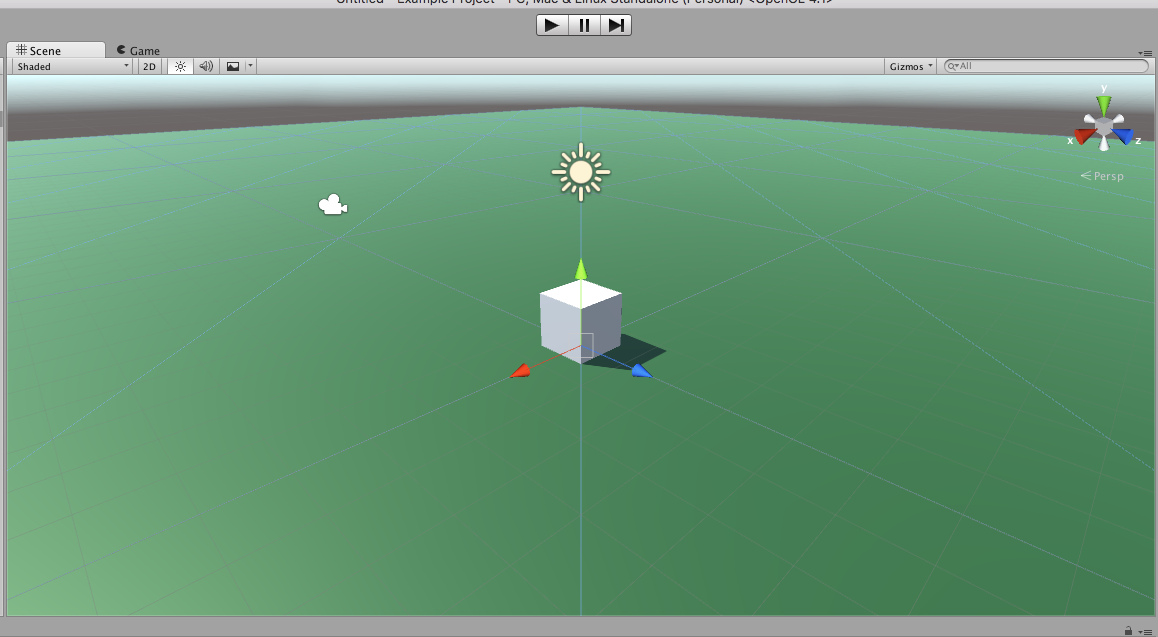 Untitled - Example Project - PC, Mac & Linux Standalone (Personal) <OpenGL 4.1>
Scene
Game
Shaded 2D Gizmos All
y
x z
Persp